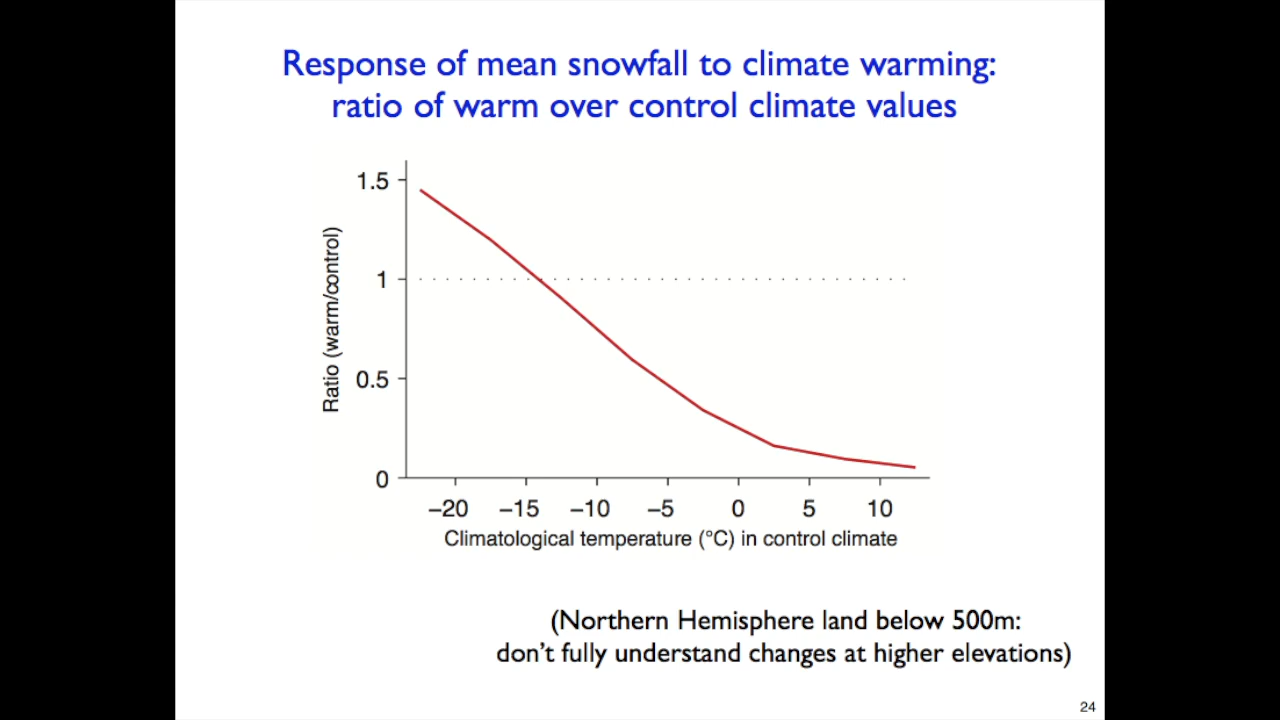 Response of mean snowfall to climate warming:
ratio of warm over control climate values
Ratio (warm/control)
1.5
1
0.5
0
−20 −15 −10 −5 0 5 10
Climatological temperature (°C) in control climate
(Northern Hemisphere land below 500m:
don’t fully understand changes at higher elevations)
24